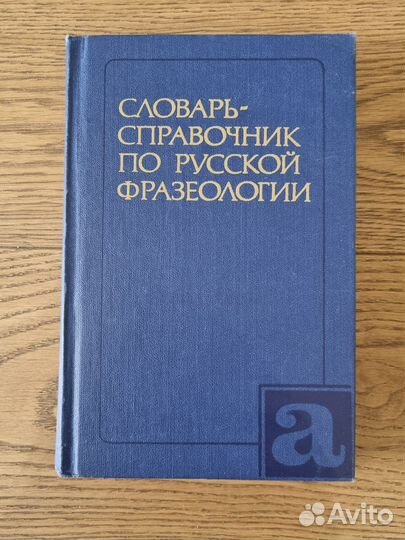 СЛОВАРЬ-
СПРАВОЧНИК
ПО РУССКОЙ
ФРАЗЕОЛОГИИ
а
Avito